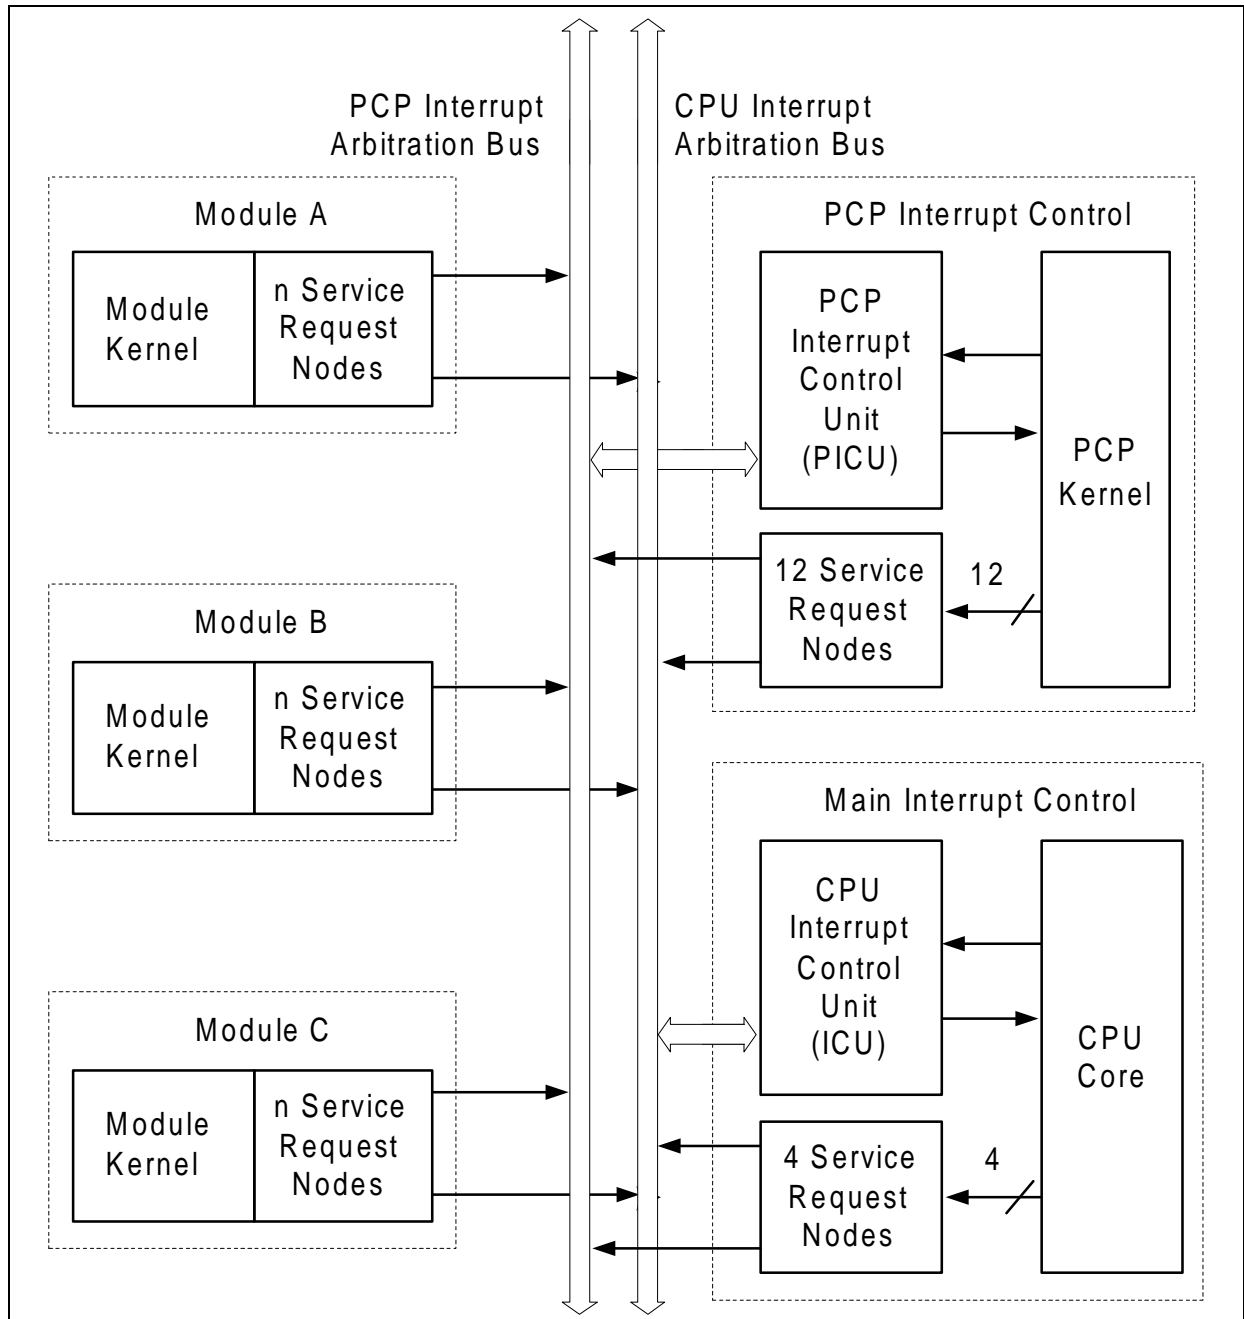 PCP Interrupt
Arbitration Bus
CPU Interrupt
Arbitration Bus
Module A
Module
Kernel
n Service
Request
Nodes
PCP Interrupt Control
PCP
Interrupt
Control
Unit
(PICU)
PCP
Kernel
12 Service
Request
Nodes
12
Module B
Module
Kernel
n Service
Request
Nodes
Main Interrupt Control
CPU
Interrupt
Control
Unit
(ICU)
CPU
Core
4 Service
Request
Nodes
4
Module C
Module
Kernel
n Service
Request
Nodes